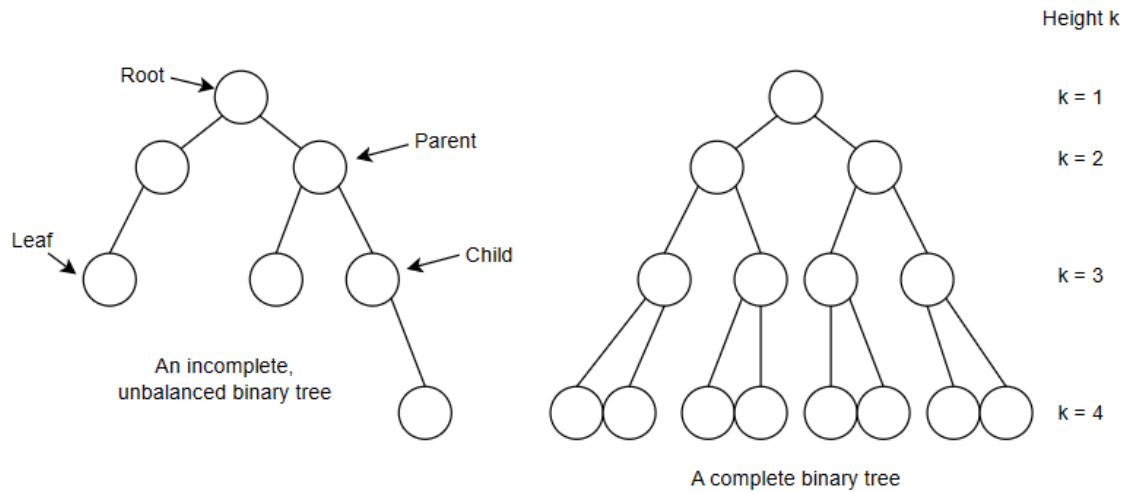 Height k
Root
k = 1
Parent
k = 2
Leaf
Child
k = 3
An incomplete,
unbalanced binary tree
k = 4
A complete binary tree